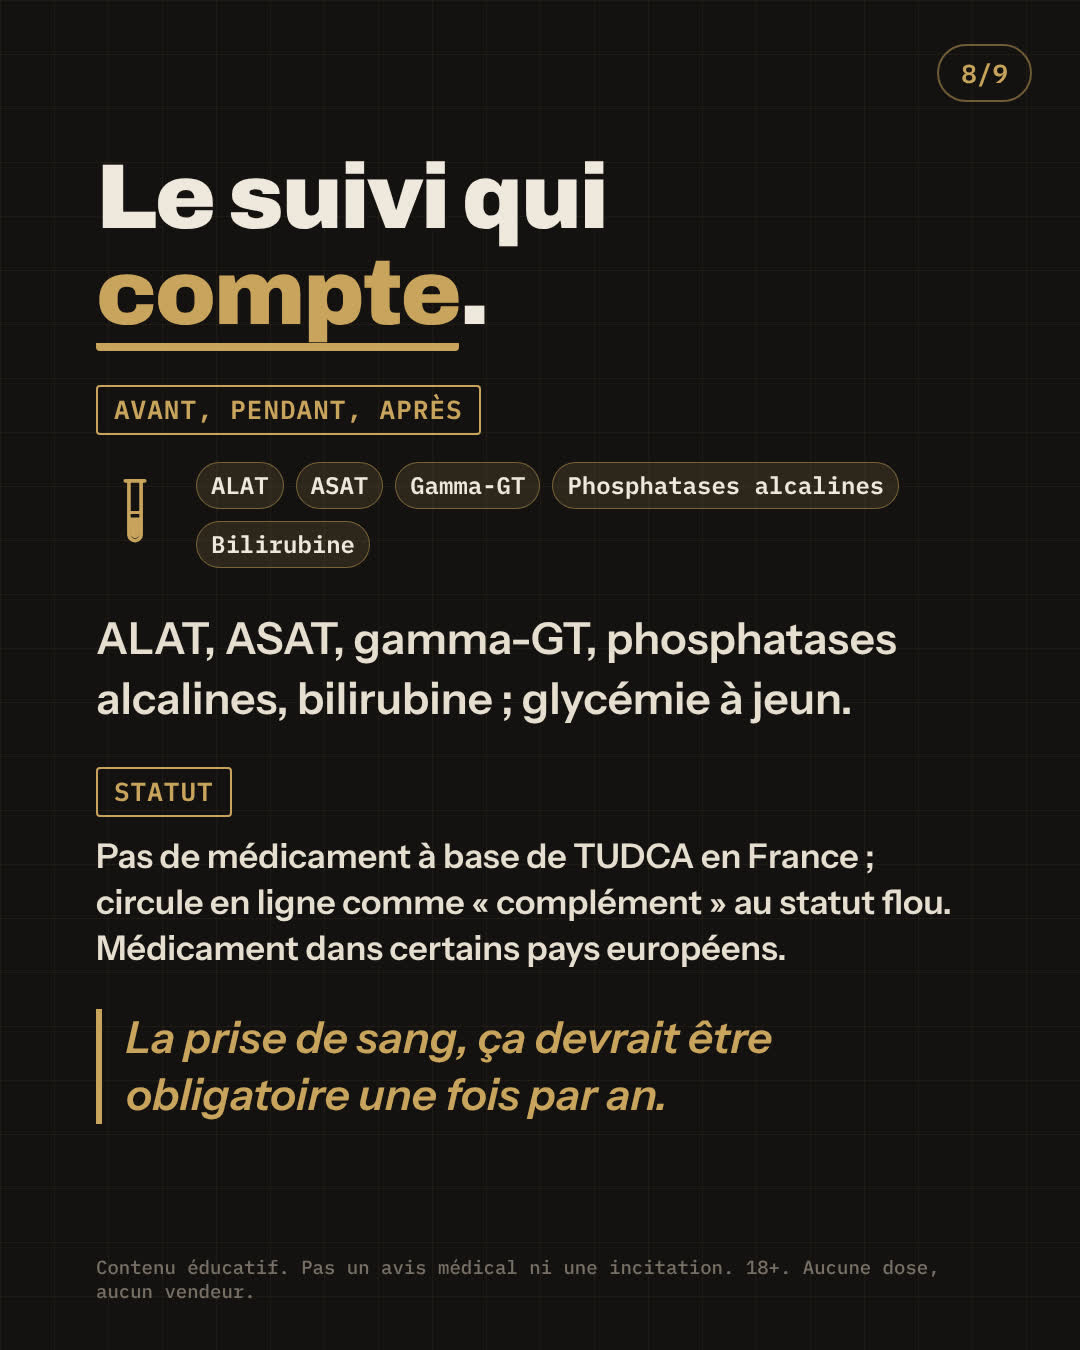 8/9
Le suivi qui
compte.
AVANT, PENDANT, APRÈS
ALAT ASAT Gamma-GT Phosphatases alcalines
Bilirubine
ALAT, ASAT, gamma-GT, phosphatases
alcalines, bilirubine ; glycémie à jeun.
STATUT
Pas de médicament à base de TUDCA en France ;
circule en ligne comme « complément » au statut flou.
Médicament dans certains pays européens.
La prise de sang, ça devrait être
obligatoire une fois par an.
Contenu éducatif. Pas un avis médical ni une incitation. 18+. Aucune dose,
aucun vendeur.